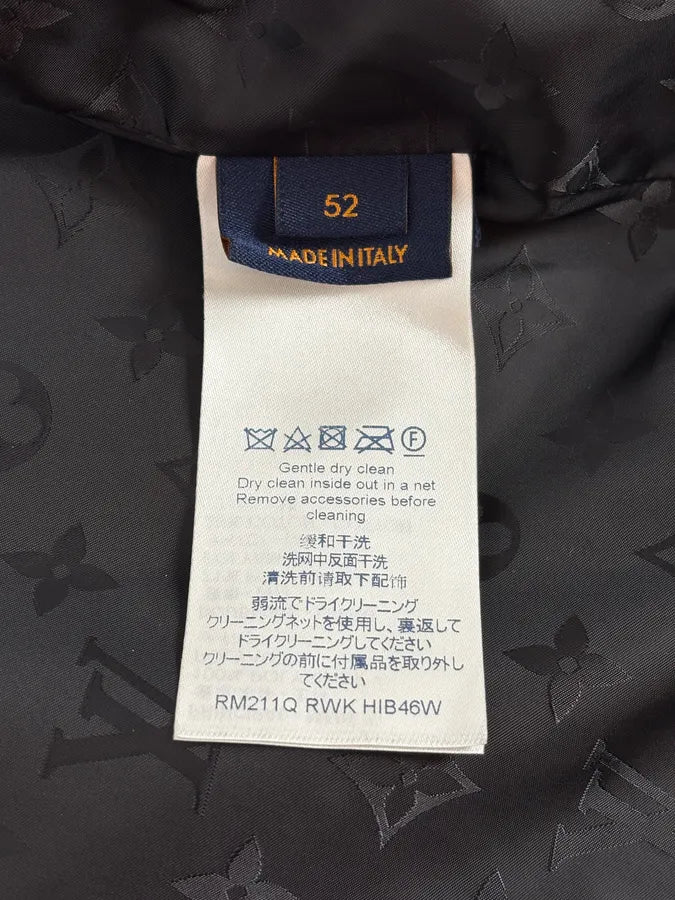 52
MADE IN ITALY
F
Gentle dry clean
Dry clean inside out in a net
Remove accessories before
cleaning
缓和干洗
洗网中反面干洗
清洗前请取下配饰
弱流でドライクリーニング
クリーニングネットを使用し、裏返して
ドライクリーニングしてください
クリーニングの前に付属品を取り外し
てください
RM211Q RWK HIB46W